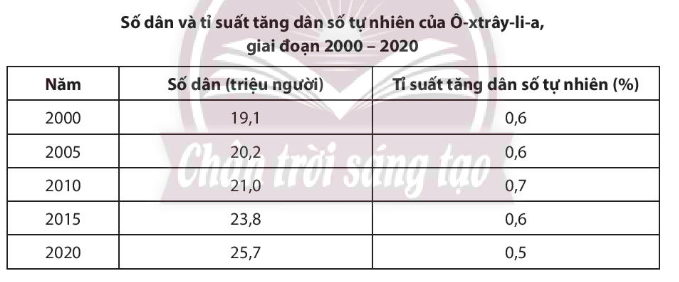 Số dân và tỉ suất tăng dân số tự nhiên của Ô-xtrây-li-a,
giai đoạn 2000 – 2020
Năm Số dân (triệu người) Tỉ suất tăng dân số tự nhiên (%)
2000 19,1 0,6
2005 20,2 0,6
Chân trời sáng tạo
2010 21,0 0,7
2015 23,8 0,6
2020 25,7 0,5